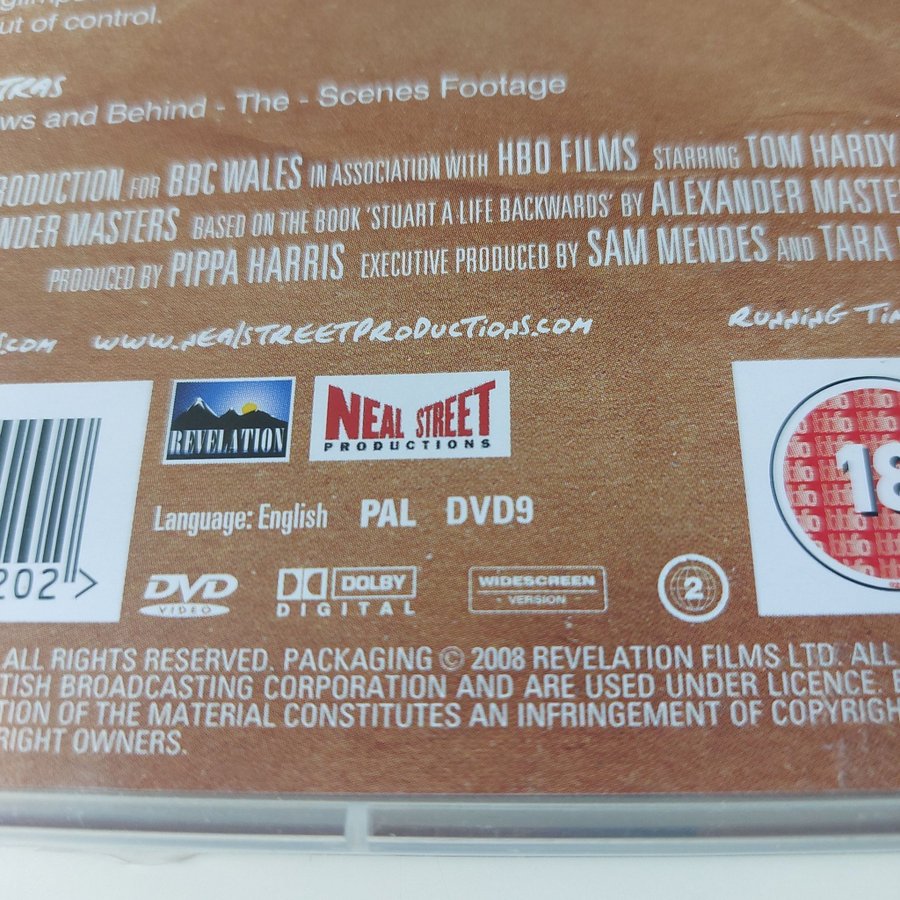 ut of control.
TRAS
ws and Behind - The - Scenes Footage
RODUCTION FOR BBC WALES IN ASSOCIATION WITH HBO FILMS STARRING TOM HARDY
NDER MASTERS BASED ON THE BOOK 'STUART A LIFE BACKWARDS' BY ALEXANDER MASTER
PRODUCED BY PIPPA HARRIS EXECUTIVE PRODUCED BY SAM MENDES AND TARA
S.COM www.nealstreetproductions.com RUNNING TIM
REVELATION
NEAL STREET
PRODUCTIONS
18
Language: English PAL DVD9
202 >
DVD
VIDEO
DOLBY
DIGITAL
WIDESCREEN
VERSION
2
ALL RIGHTS RESERVED. PACKAGING © 2008 REVELATION FILMS LTD. ALL
TISH BROADCASTING CORPORATION AND ARE USED UNDER LICENCE.
TION OF THE MATERIAL CONSTITUTES AN INFRINGEMENT OF COPYRIGH
RIGHT OWNERS.